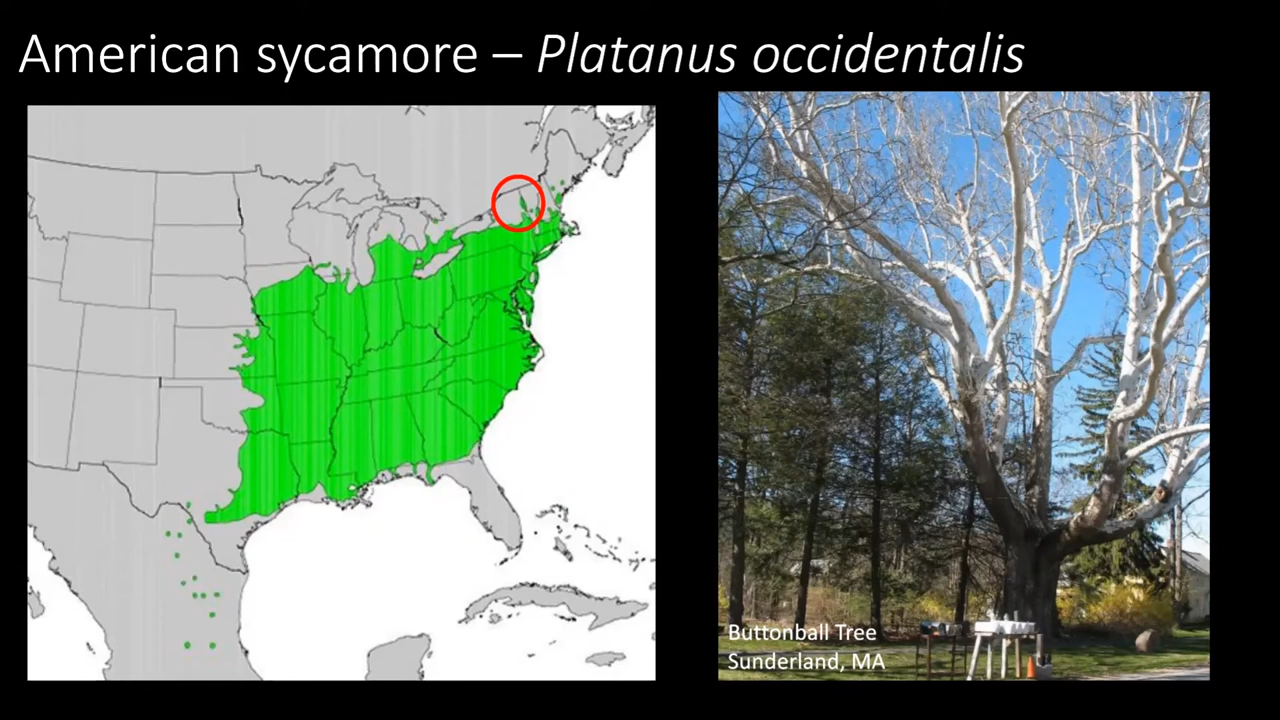 American sycamore – Platanus occidentalis
Buttonball Tree
Sunderland, MA